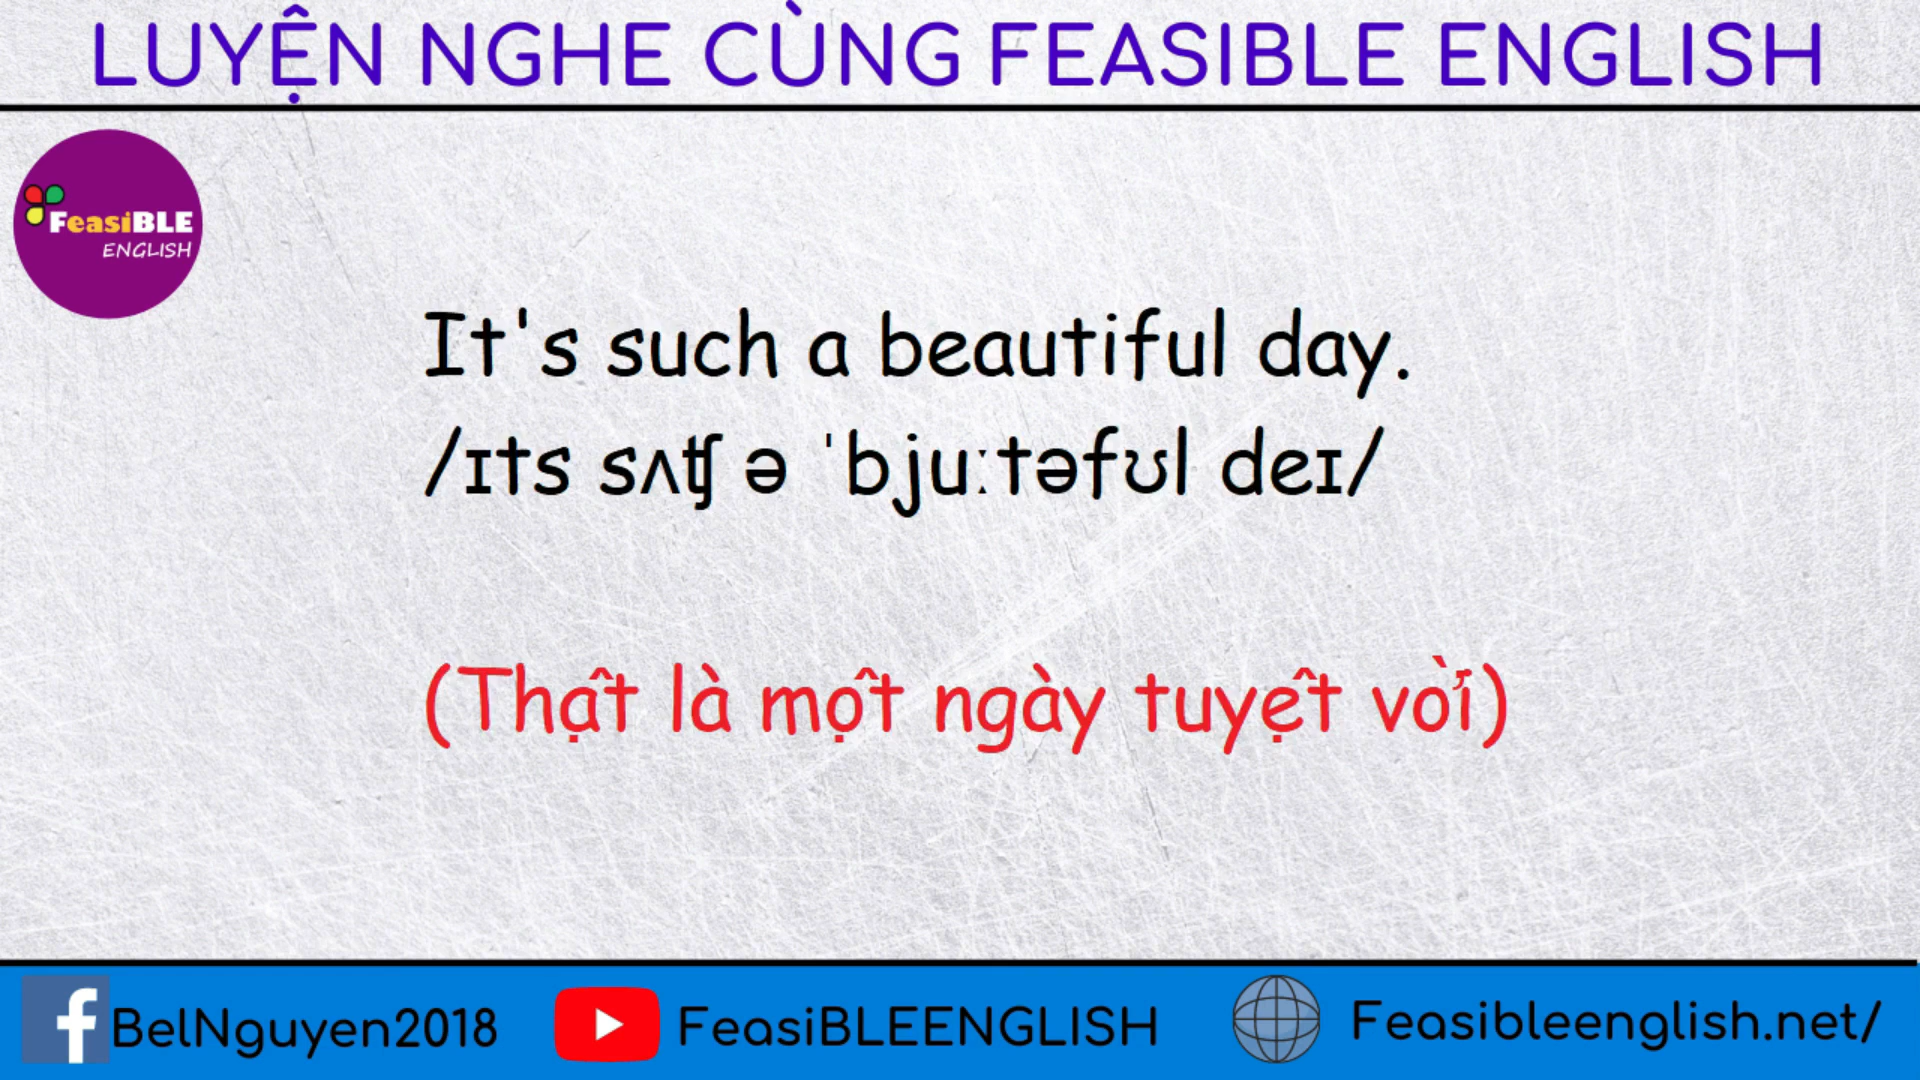 LUYỆN NGHE CÙNG FEASIBLE ENGLISH
FeasiBLE
ENGLISH
It's such a beautiful day.
/ɪts sʌʧ ə ˈbjuːtəfʊl deɪ/
(Thật là một ngày tuyệt vời)
BelNguyen2018
FeasiBLEENGLISH
Feasibleenglish.net/